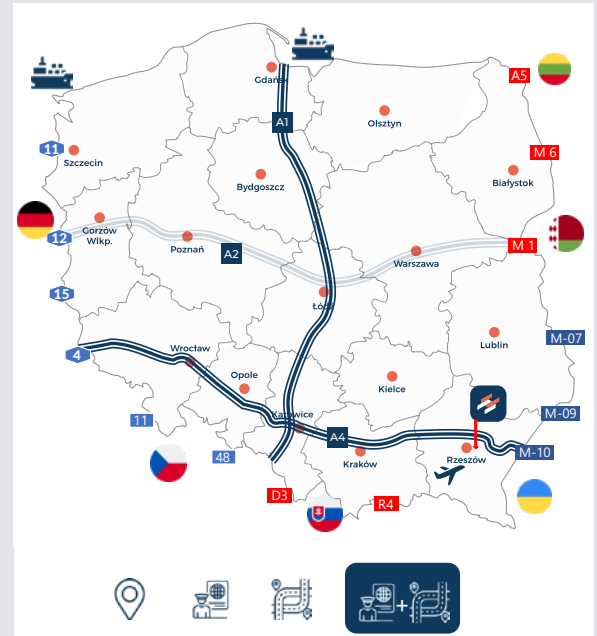 Gdańsk
A5
A1
Olsztyn
11
Szczecin
M 6
Bydgoszcz
Białystok
Gorzów
Wlkp.
12
Poznań
A2
M 1
Warszawa
15
Łódź
Lublin
M-07
Wrocław
4
Opole
Kielce
Katowice
11
M-09
A4
48
Kraków
Rzeszów
M-10
D3
R4